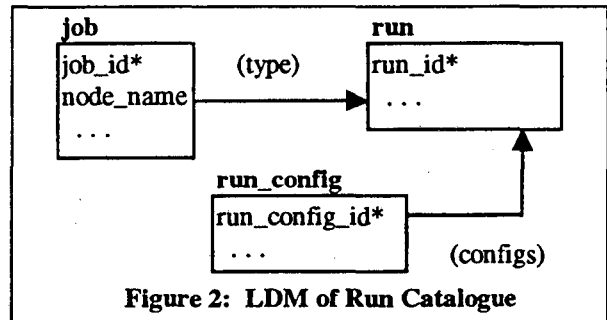 job
job_id*
node_name
...
(type)
run
run_id*
...
run_config
run_config_id*
...
(configs)
Figure 2: LDM of Run Catalogue